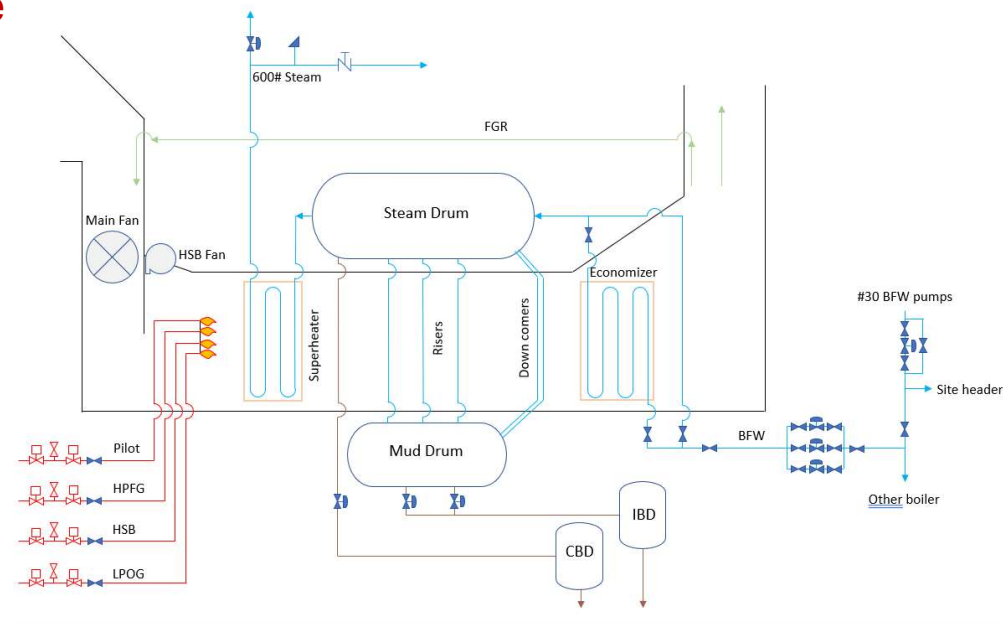 e
600# Steam
FGR
Steam Drum
Main Fan
HSB Fan
Economizer
#30 BFW pumps
Superheater
Risers
Down comers
Site header
BFW
Mud Drum
Pilot
HPFG
HSB
LPOG
Other boiler
IBD
CBD